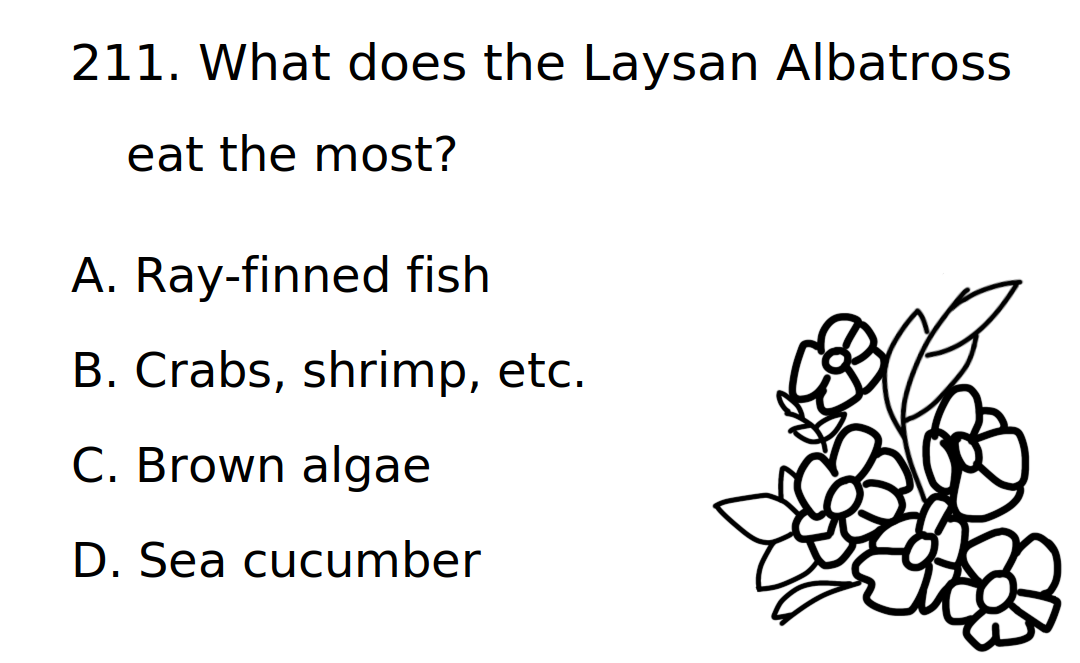 211. What does the Laysan Albatross
eat the most?
A. Ray-finned fish
B. Crabs, shrimp, etc.
C. Brown algae
D. Sea cucumber